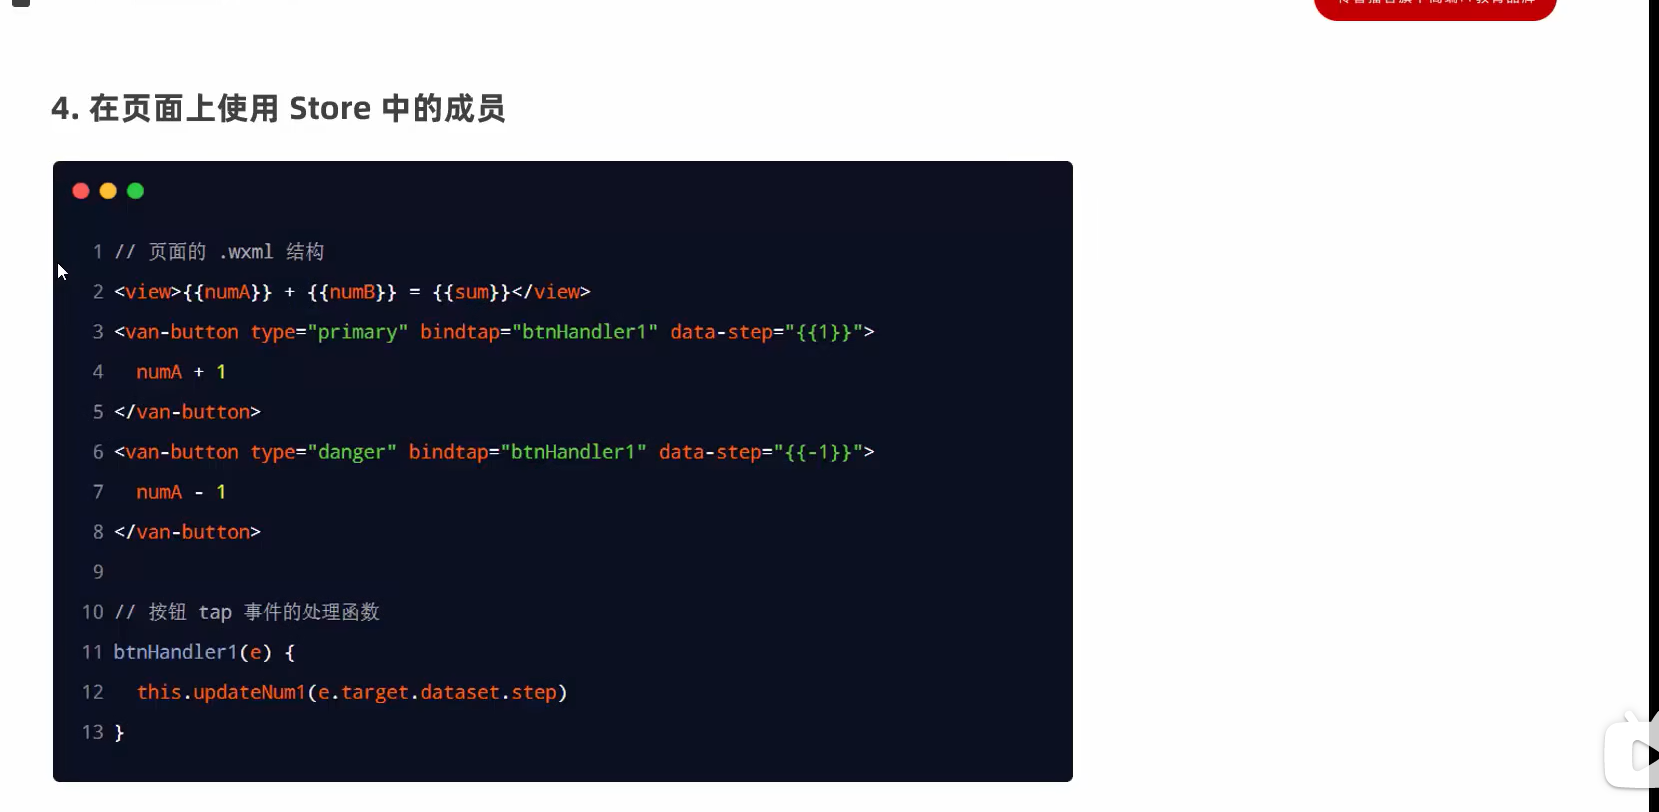 4. 在页面上使用 Store 中的成员
1 // 页面的 .wxml 结构
2 <view>{{numA}} + {{numB}} = {{sum}}</view>
3 <van-button type="primary" bindtap="btnHandler1" data-step="{{1}}">
4   numA + 1
5 </van-button>
6 <van-button type="danger" bindtap="btnHandler1" data-step="{{-1}}">
7   numA - 1
8 </van-button>
9
10 // 按钮 tap 事件的处理函数
11 btnHandler1(e) {
12   this.updateNum1(e.target.dataset.step)
13 }